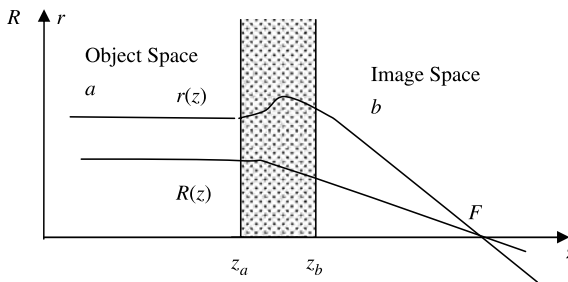 R r
Object Space
a
r(z)
Image Space
b
R(z)
F
z_a z_b